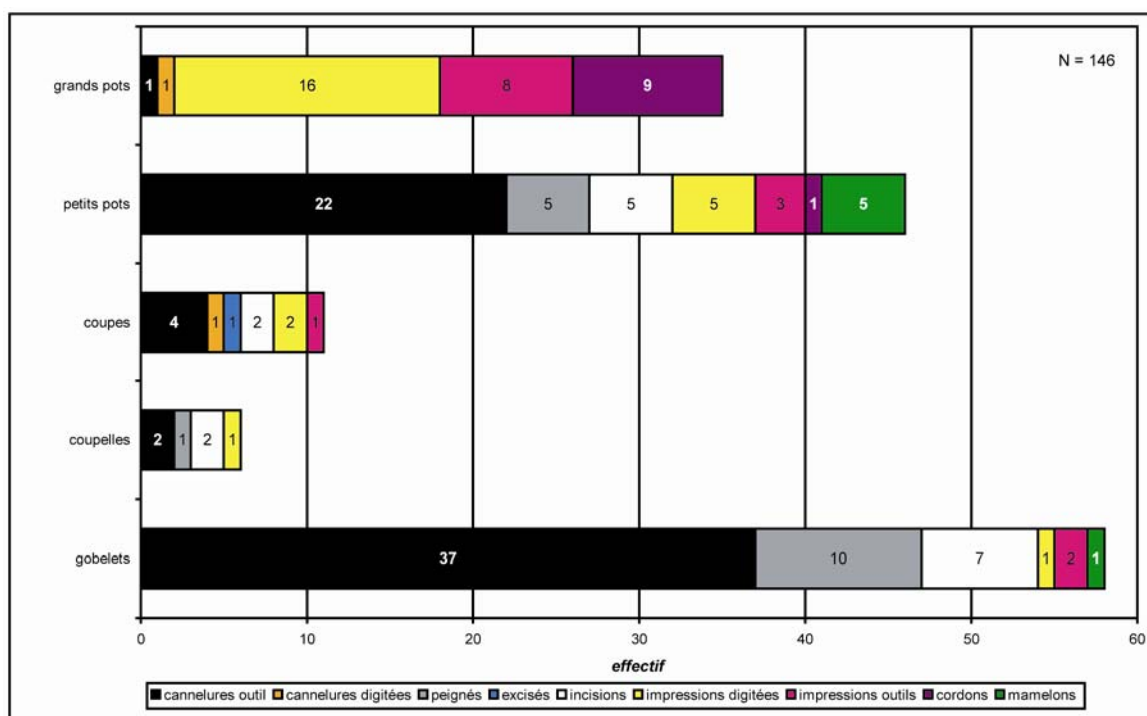 N = 146
grands pots
1 1 16 8 9
petits pots
22 5 5 5 3 1 5
coupes
4 1 1 2 2 1
coupelles
2 1 2 1
gobelets
37 10 7 1 2 1
0 10 20 30 40 50 60
effectif
cannelures outil cannelures digitées peignés excisés incisions impressions digitées impressions outils cordons mamelons